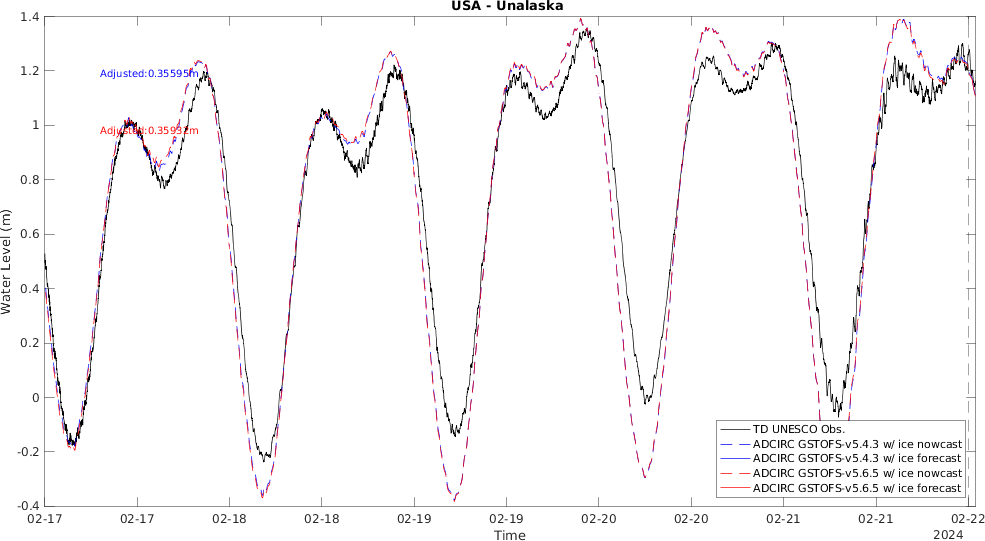 USA - Unalaska
1.4
1.2
1
0.8
0.6
0.4
0.2
0
-0.2
-0.4
Water Level (m)
Adjusted:0.35595m
Adjusted:0.35932m
TD UNESCO Obs.
ADCIRC GSTOFS-v5.4.3 w/ ice nowcast
ADCIRC GSTOFS-v5.4.3 w/ ice forecast
ADCIRC GSTOFS-v5.6.5 w/ ice nowcast
ADCIRC GSTOFS-v5.6.5 w/ ice forecast
02-17 02-17 02-18 02-18 02-19 02-19 02-20 02-20 02-21 02-21 02-22
Time
2024